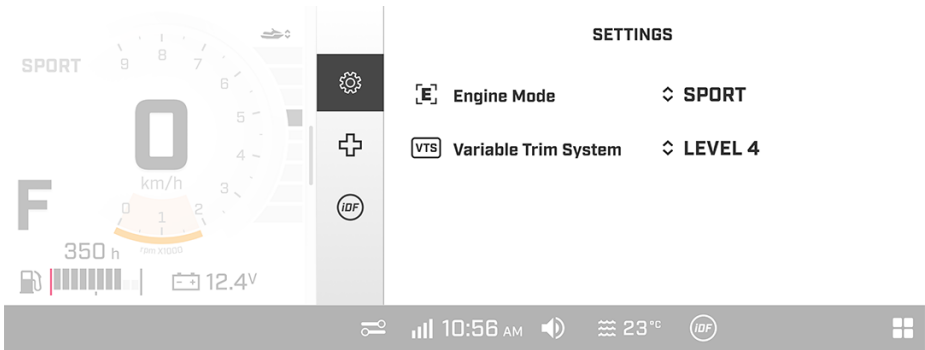 SETTINGS
SPORT
9 8 7
6
5
4
3
0 1 2
0
km/h
rpm X1000
F
350 h
12.4V
iDF
E Engine Mode SPORT
VTS Variable Trim System LEVEL 4
10:56 AM 23°C iDF